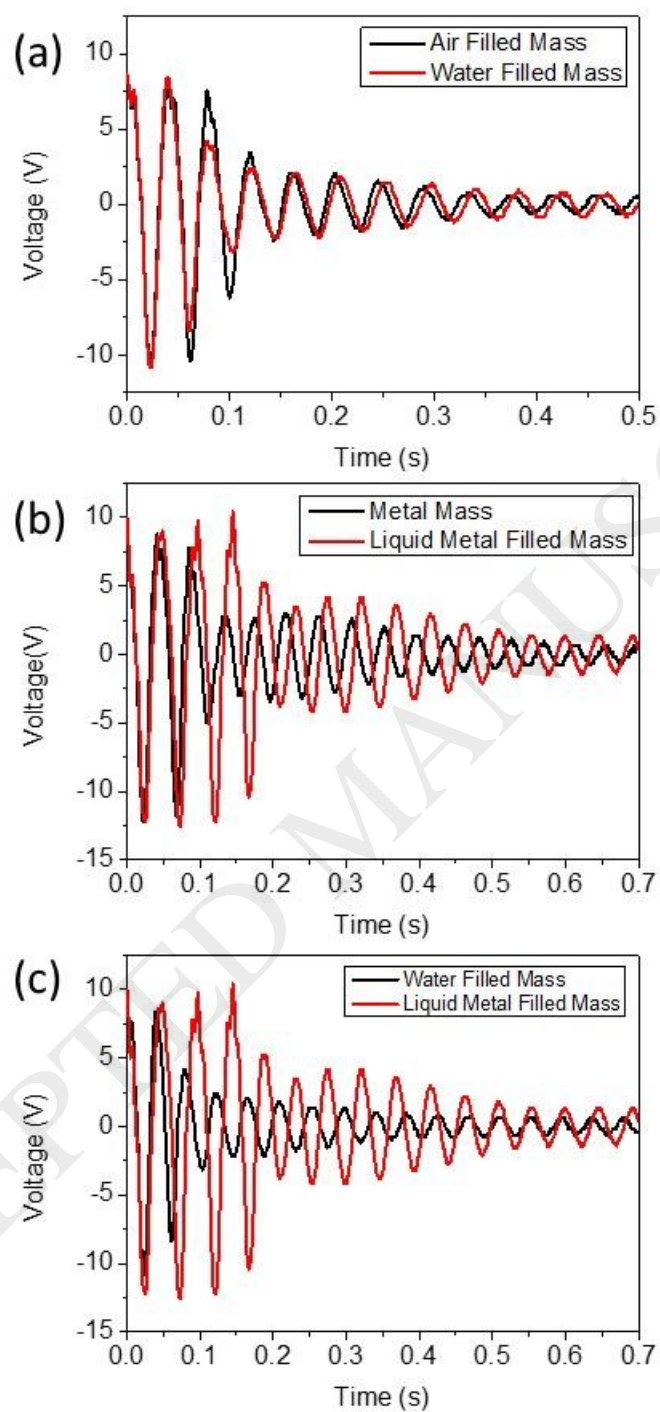 (a)
Air Filled Mass
Water Filled Mass
10
5
0
-5
-10
Voltage (V)
0.0 0.1 0.2 0.3 0.4 0.5
Time (s)
(b)
Metal Mass
Liquid Metal Filled Mass
10
5
0
-5
-10
-15
Voltage(V)
0.0 0.1 0.2 0.3 0.4 0.5 0.6 0.7
Time (s)
(c)
Water Filled Mass
Liquid Metal Filled Mass
10
5
0
-5
-10
-15
Voltage (V)
0.0 0.1 0.2 0.3 0.4 0.5 0.6 0.7
Time (s)
EPTED MANUS